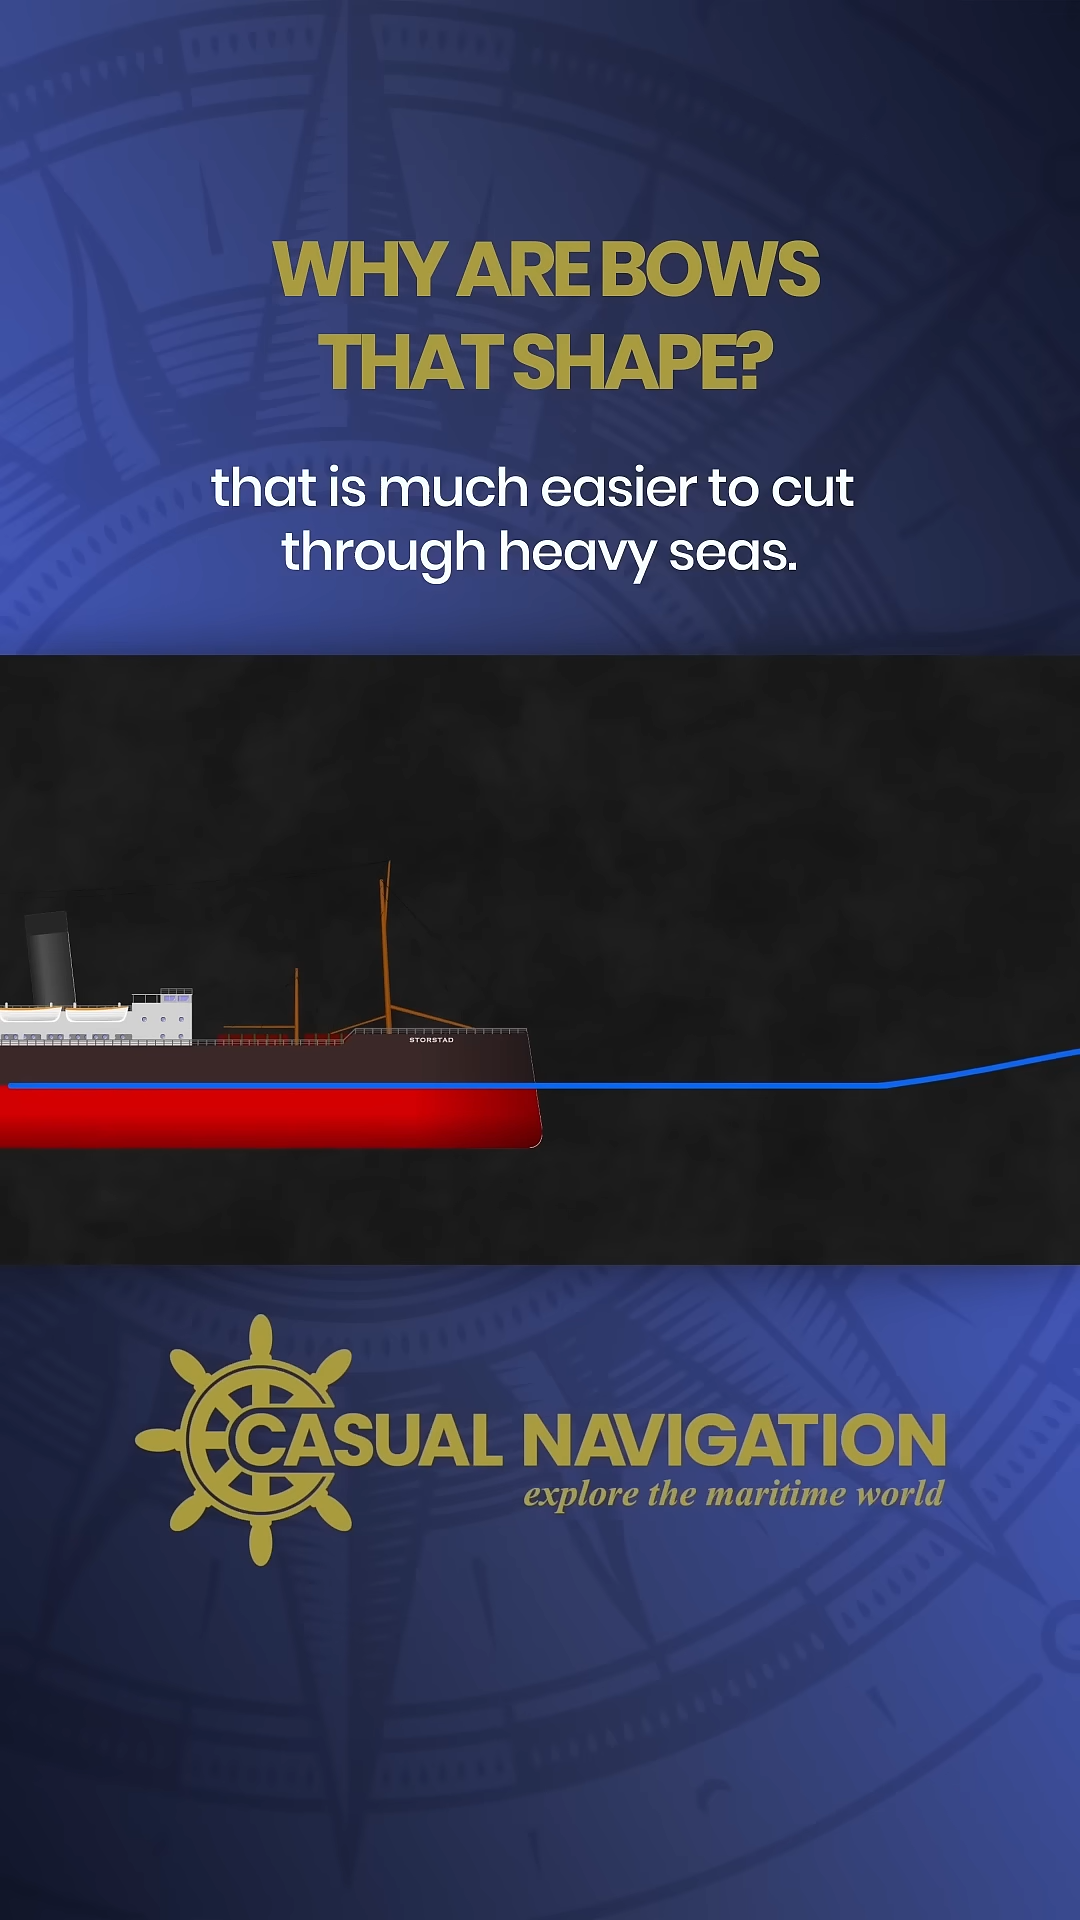 WHY ARE BOWS
THAT SHAPE?
that is much easier to cut
through heavy seas.
STORSTAD
CASUAL NAVIGATION
explore the maritime world